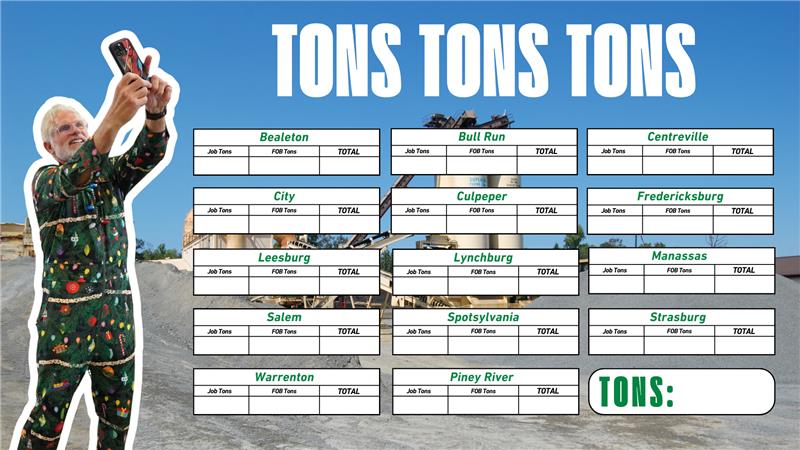 TONS TONS TONS
Bealeton
Job Tons FOB Tons TOTAL
Bull Run
Job Tons FOB Tons TOTAL
Centreville
Job Tons FOB Tons TOTAL
City
Job Tons FOB Tons TOTAL
Culpeper
Job Tons FOB Tons TOTAL
Fredericksburg
Job Tons FOB Tons TOTAL
Leesburg
Job Tons FOB Tons TOTAL
Lynchburg
Job Tons FOB Tons TOTAL
Manassas
Job Tons FOB Tons TOTAL
Salem
Job Tons FOB Tons TOTAL
Spotsylvania
Job Tons FOB Tons TOTAL
Strasburg
Job Tons FOB Tons TOTAL
Warrenton
Job Tons FOB Tons TOTAL
Piney River
Job Tons FOB Tons TOTAL
TONS: